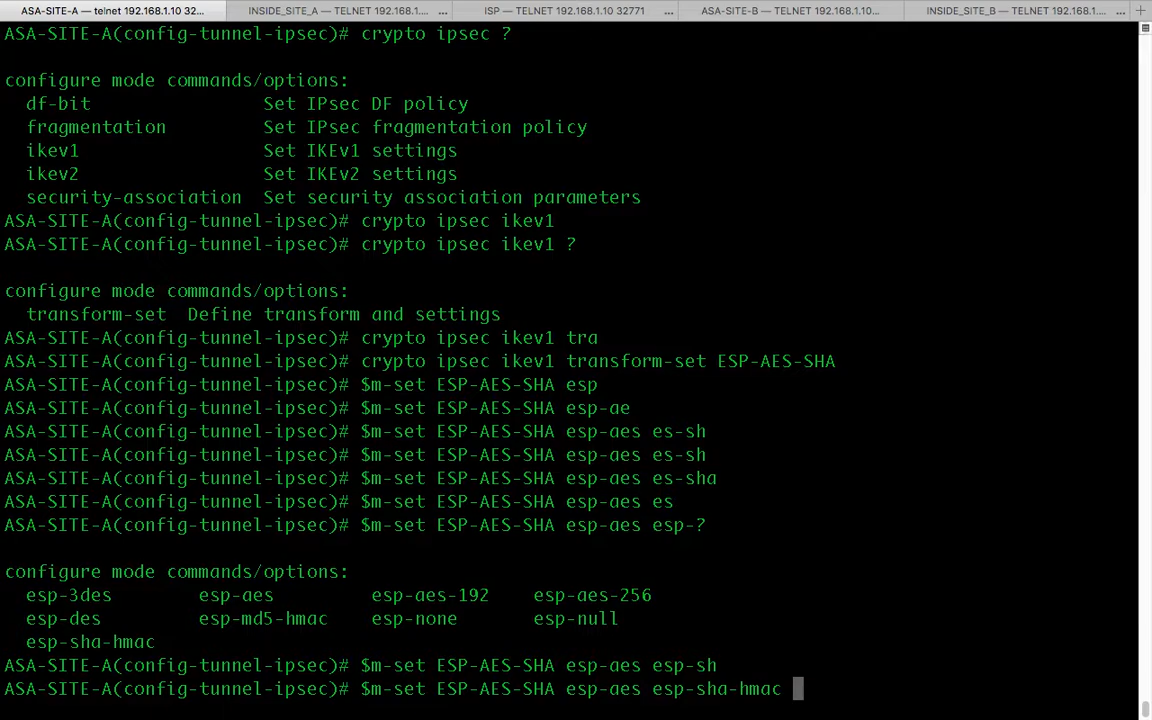 ASA-SITE-A — telnet 192.168.1.10 32... INSIDE_SITE_A — TELNET 192.168.1.... ... ISP — TELNET 192.168.1.10 32771 ... ASA-SITE-B — TELNET 192.168.1.10... INSIDE_SITE_B — TELNET 192.168.1.... ... +
ASA-SITE-A(config-tunnel-ipsec)# crypto ipsec ?
configure mode commands/options:
  df-bit                Set IPsec DF policy
  fragmentation         Set IPsec fragmentation policy
  ikev1                 Set IKEv1 settings
  ikev2                 Set IKEv2 settings
  security-association  Set security association parameters
ASA-SITE-A(config-tunnel-ipsec)# crypto ipsec ikev1
ASA-SITE-A(config-tunnel-ipsec)# crypto ipsec ikev1 ?
configure mode commands/options:
  transform-set  Define transform and settings
ASA-SITE-A(config-tunnel-ipsec)# crypto ipsec ikev1 tra
ASA-SITE-A(config-tunnel-ipsec)# crypto ipsec ikev1 transform-set ESP-AES-SHA
ASA-SITE-A(config-tunnel-ipsec)# $m-set ESP-AES-SHA esp
ASA-SITE-A(config-tunnel-ipsec)# $m-set ESP-AES-SHA esp-ae
ASA-SITE-A(config-tunnel-ipsec)# $m-set ESP-AES-SHA esp-aes es-sh
ASA-SITE-A(config-tunnel-ipsec)# $m-set ESP-AES-SHA esp-aes es-sh
ASA-SITE-A(config-tunnel-ipsec)# $m-set ESP-AES-SHA esp-aes es-sha
ASA-SITE-A(config-tunnel-ipsec)# $m-set ESP-AES-SHA esp-aes es
ASA-SITE-A(config-tunnel-ipsec)# $m-set ESP-AES-SHA esp-aes esp-?
configure mode commands/options:
  esp-3des        esp-aes         esp-aes-192    esp-aes-256
  esp-des         esp-md5-hmac    esp-none       esp-null
  esp-sha-hmac
ASA-SITE-A(config-tunnel-ipsec)# $m-set ESP-AES-SHA esp-aes esp-sh
ASA-SITE-A(config-tunnel-ipsec)# $m-set ESP-AES-SHA esp-aes esp-sha-hmac